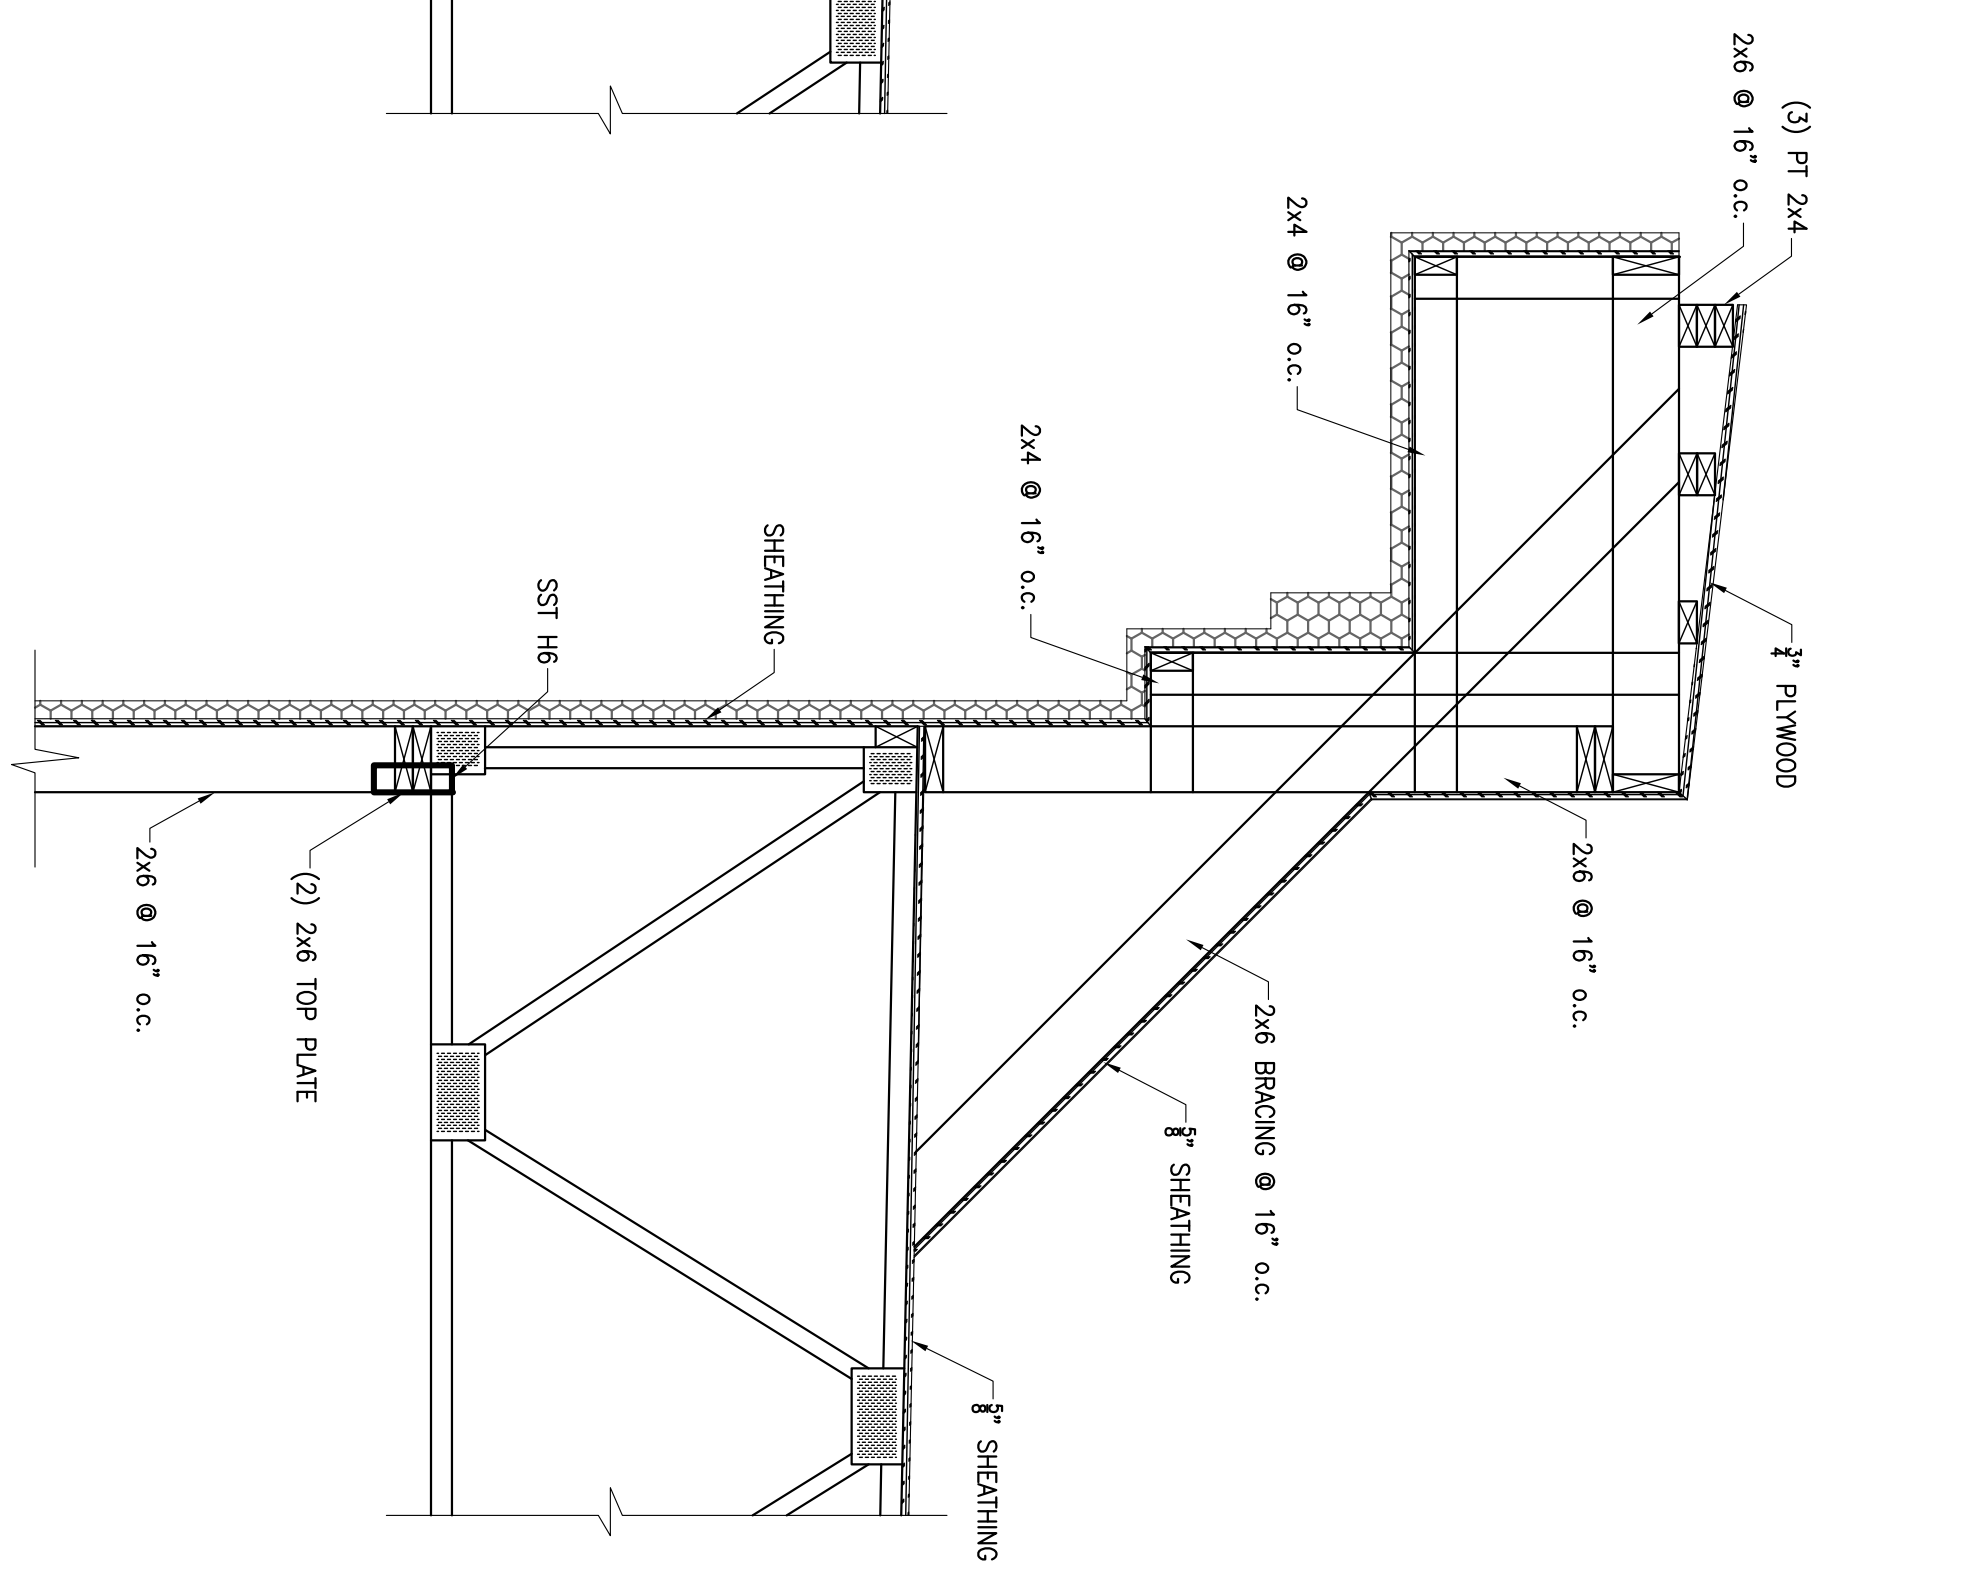 (3) PT 2x4
2x6 @ 16" o.c.
3/4" PLYWOOD
2x6 @ 16" o.c.
2x4 @ 16" o.c.
2x6 BRACING @ 16" o.c.
5/8" SHEATHING
2x4 @ 16" o.c.
5/8" SHEATHING
SHEATHING
SST H6
(2) 2x6 TOP PLATE
2x6 @ 16" o.c.